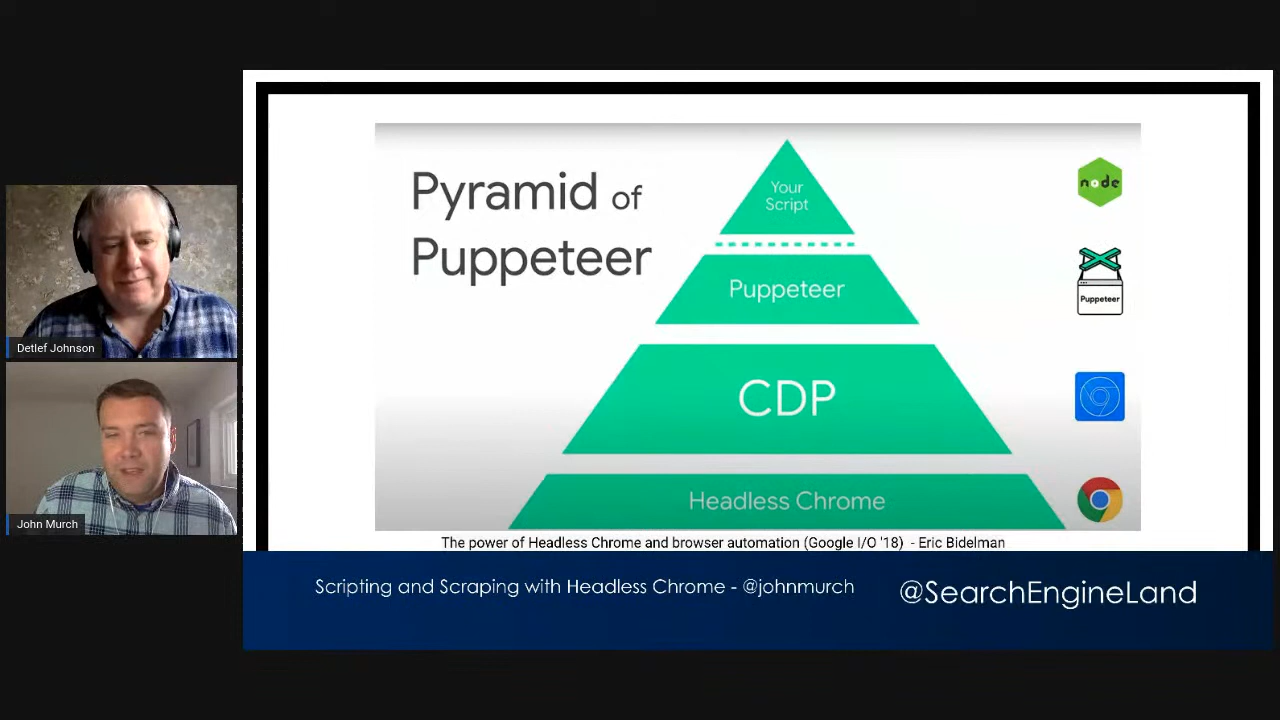 Pyramid of
Puppeteer
Your
Script
Puppeteer
CDP
Headless Chrome
node
Puppeteer
The power of Headless Chrome and browser automation (Google I/O '18) - Eric Bidelman
Scripting and Scraping with Headless Chrome - @johnmurch
@SearchEngineLand
Detlef Johnson
John Murch